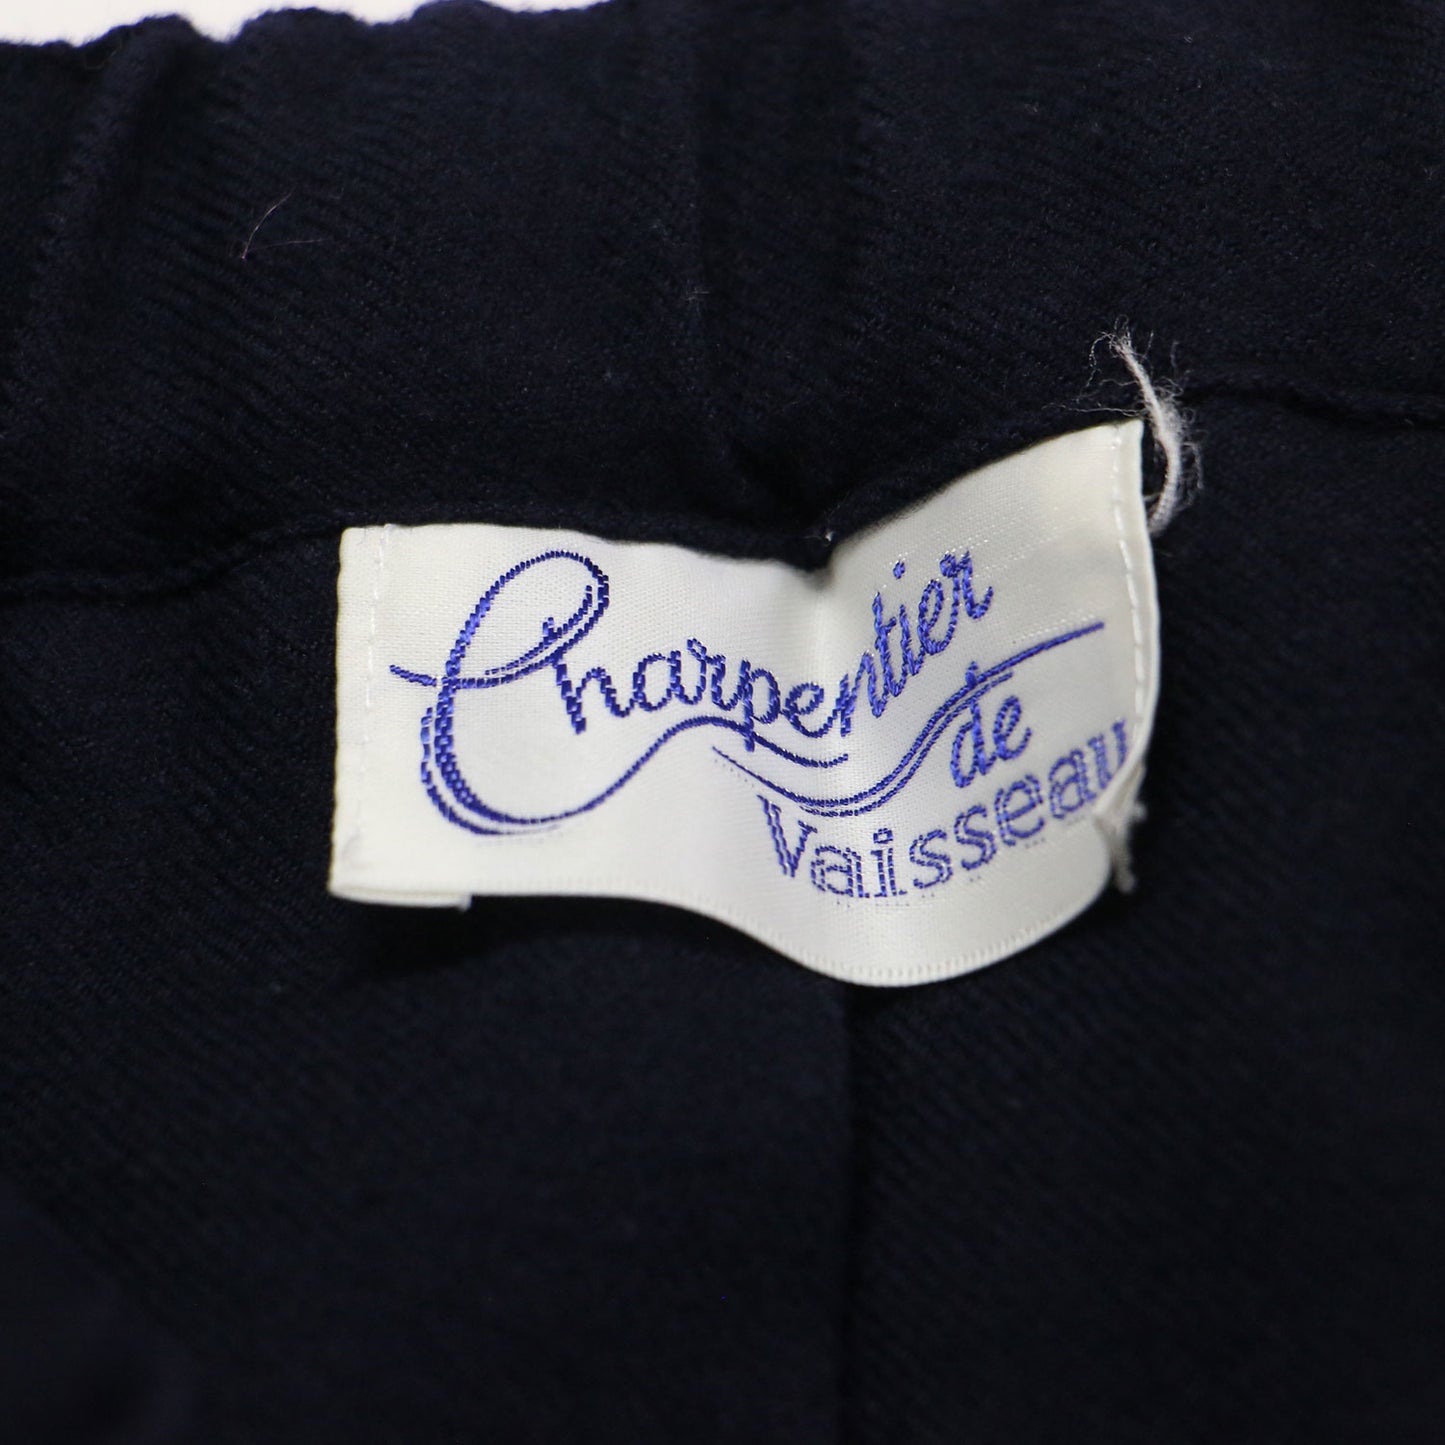 Charpentier
de
Vaisseau